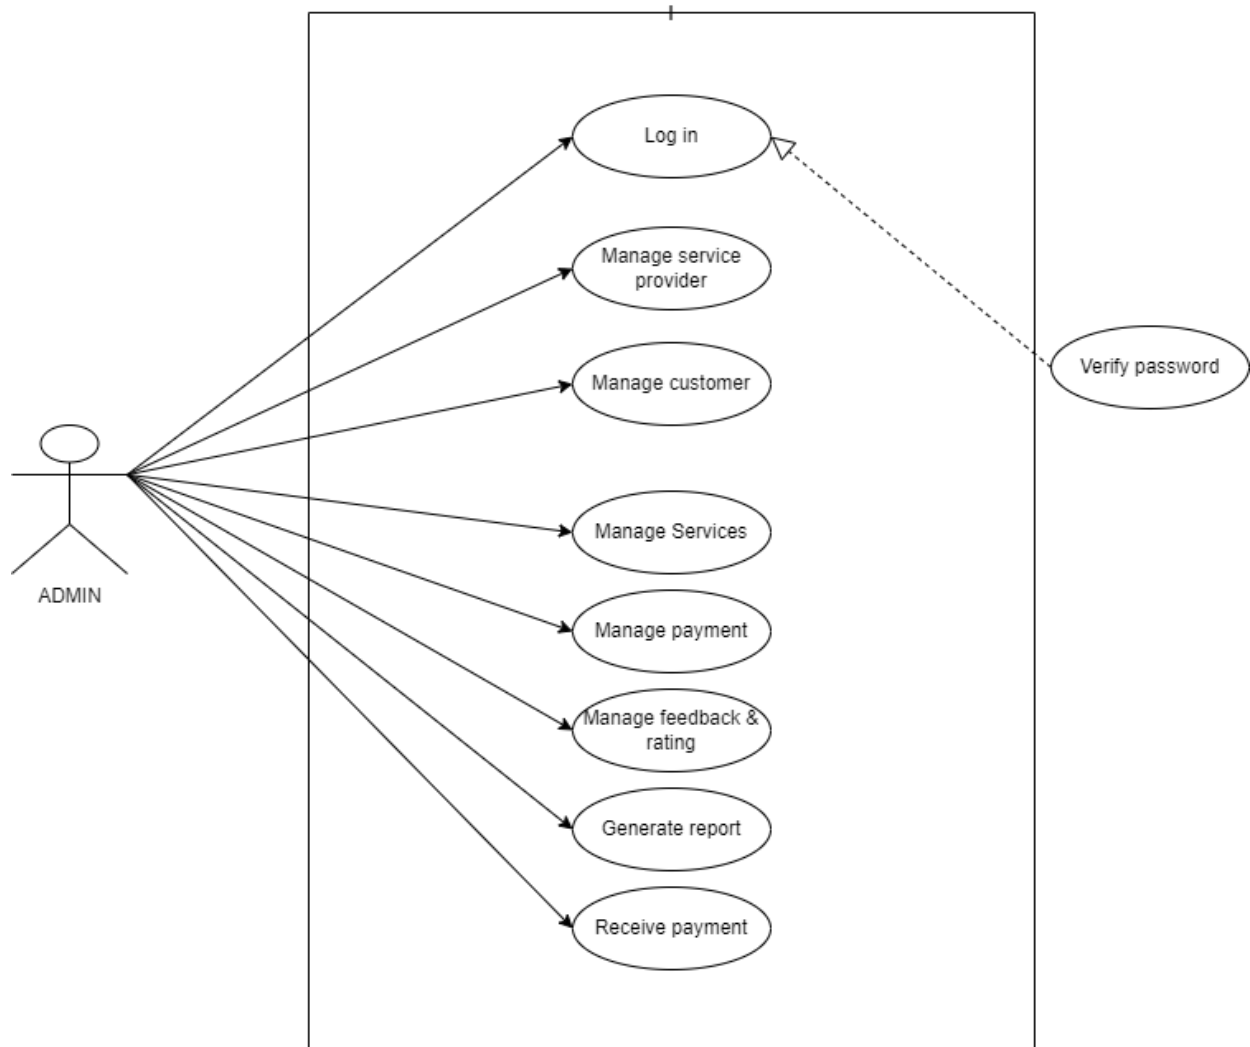 Log in
Manage service
provider
Manage customer
Verify password
ADMIN
Manage Services
Manage payment
Manage feedback &
rating
Generate report
Receive payment